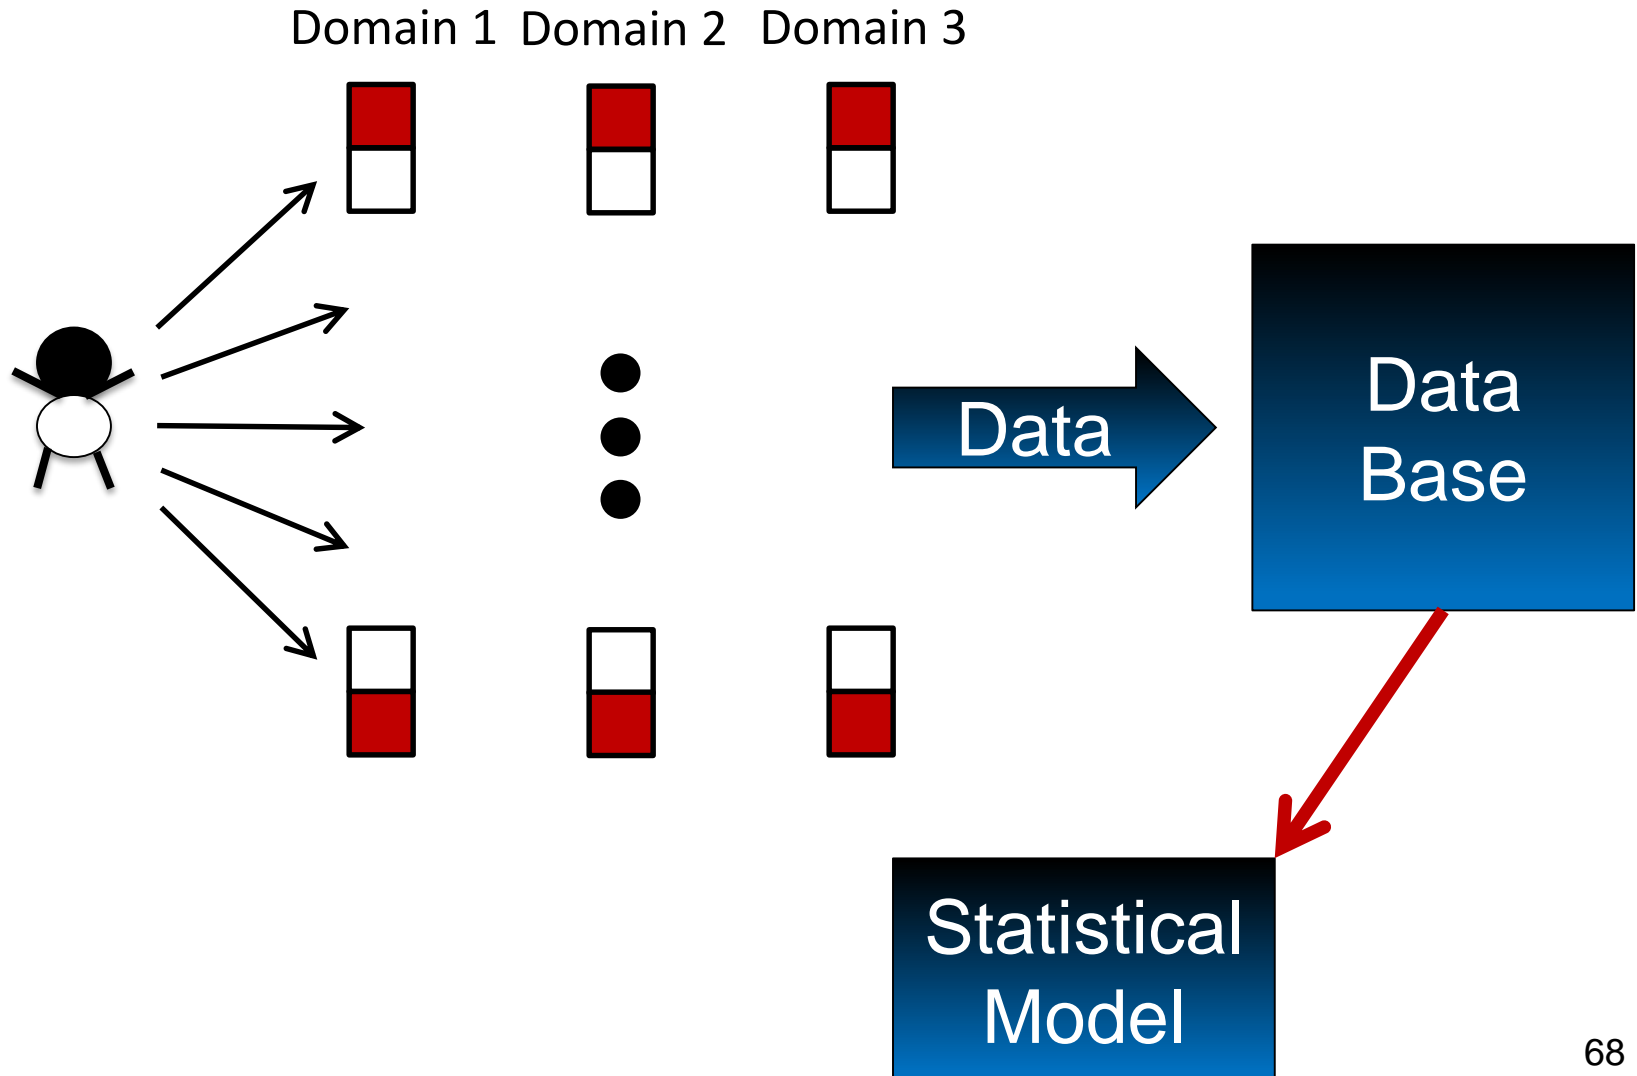 Domain 1 Domain 2 Domain 3
Data
Data
Base
Statistical
Model
68